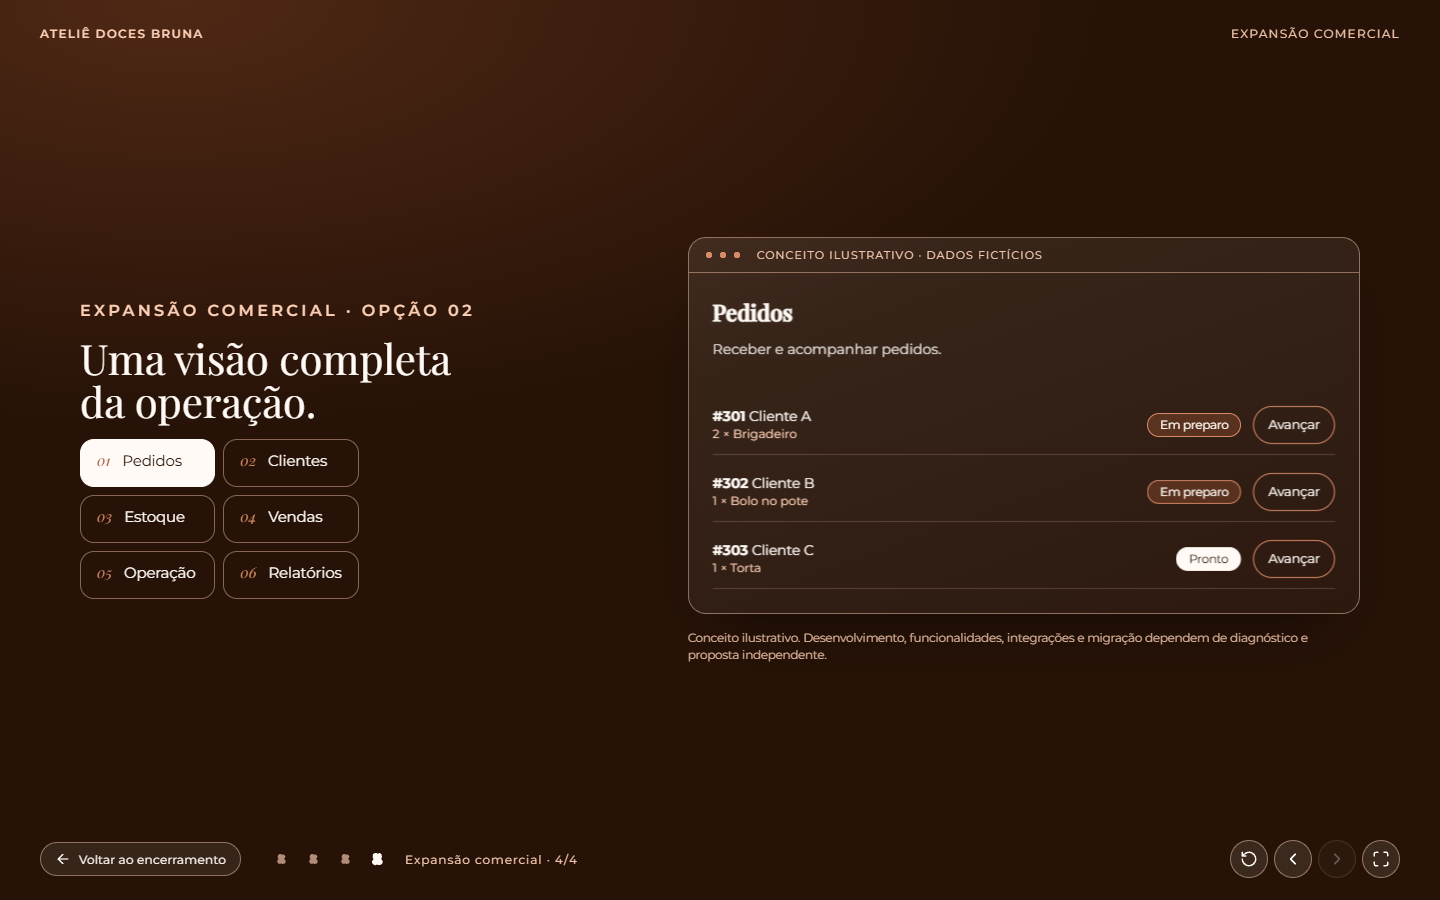 ATELIÊ DOCES BRUNA
EXPANSÃO COMERCIAL
EXPANSÃO COMERCIAL · OPÇÃO 02
Uma visão completa
da operação.
01 Pedidos
02 Clientes
03 Estoque
04 Vendas
05 Operação
06 Relatórios
CONCEITO ILUSTRATIVO · DADOS FICTÍCIOS
Pedidos
Receber e acompanhar pedidos.
#301 Cliente A
2 × Brigadeiro
Em preparo
Avançar
#302 Cliente B
1 × Bolo no pote
Em preparo
Avançar
#303 Cliente C
1 × Torta
Pronto
Avançar
Conceito ilustrativo. Desenvolvimento, funcionalidades, integrações e migração dependem de diagnóstico e
proposta independente.
Voltar ao encerramento
Expansão comercial · 4/4